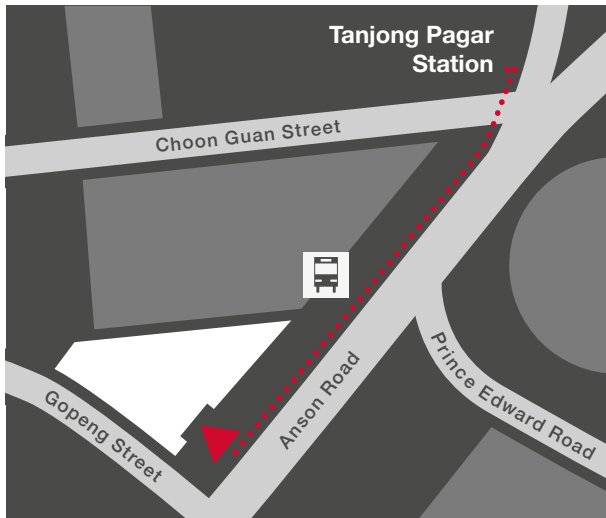 Tanjong Pagar
Station
Choon Guan Street
Anson Road
Prince Edward Road
Gopeng Street